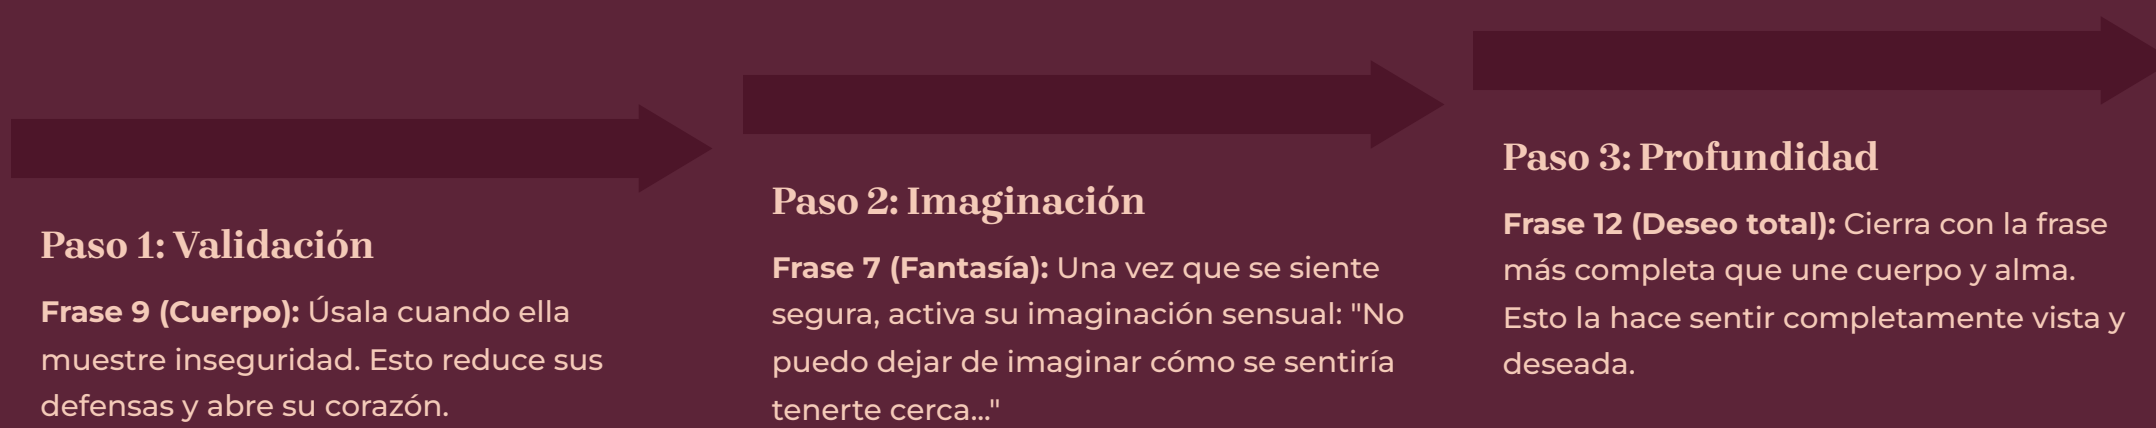 Paso 1: Validación
Frase 9 (Cuerpo): Úsala cuando ella
muestre inseguridad. Esto reduce sus
defensas y abre su corazón.
Paso 2: Imaginación
Frase 7 (Fantasía): Una vez que se siente
segura, activa su imaginación sensual: "No
puedo dejar de imaginar cómo se sentiría
tenerte cerca..."
Paso 3: Profundidad
Frase 12 (Deseo total): Cierra con la frase
más completa que une cuerpo y alma.
Esto la hace sentir completamente vista y
deseada.